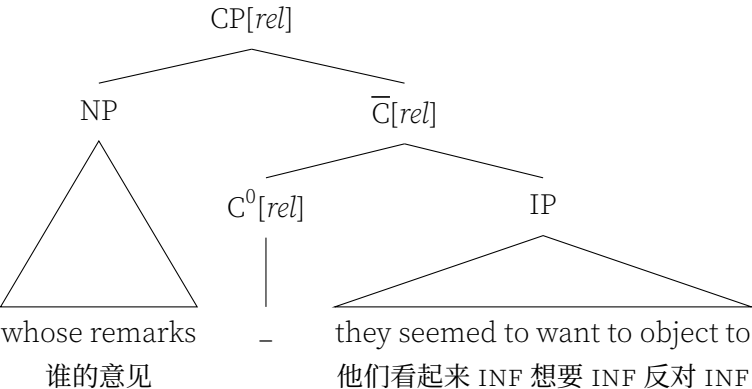 CP[rel]
NP C̅[rel]
C⁰[rel] IP
whose remarks – they seemed to want to object to
谁的意见 他们看起来 INF 想要 INF 反对 INF